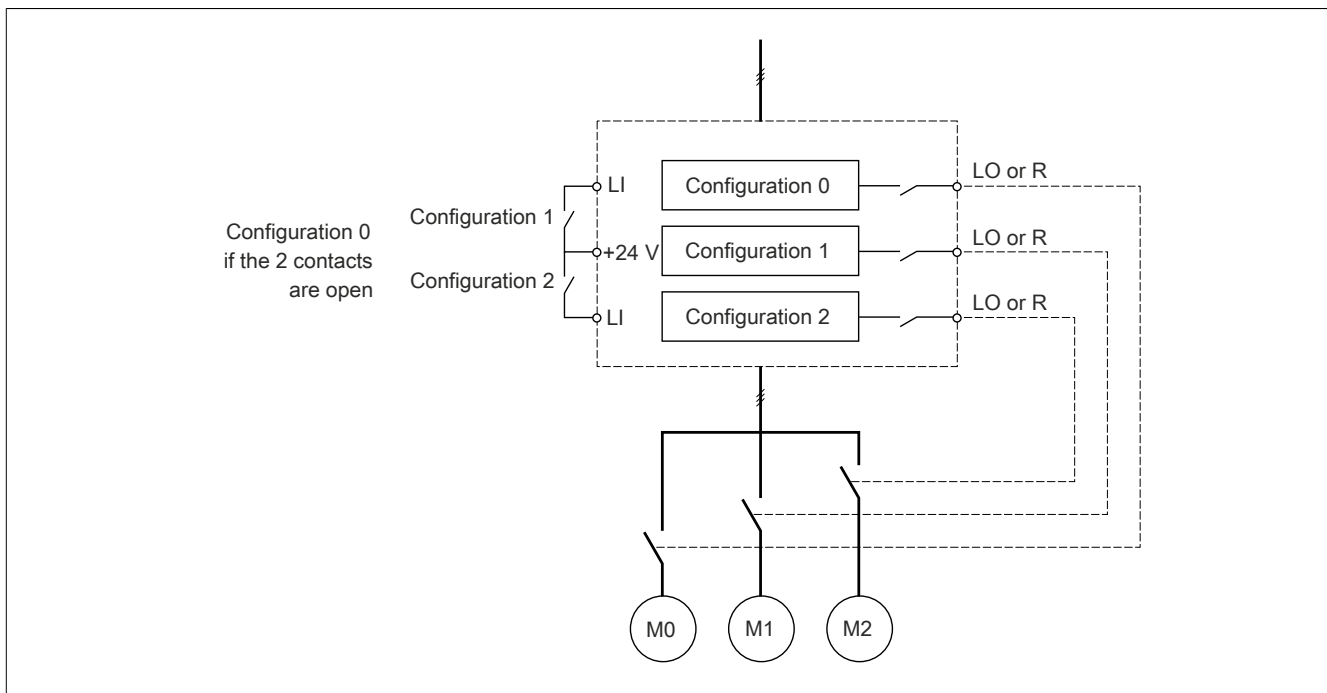 LI
Configuration 0
LO or R
Configuration 1
Configuration 0
if the 2 contacts
are open
+24 V
Configuration 1
LO or R
Configuration 2
LI
Configuration 2
LO or R
M0
M1
M2